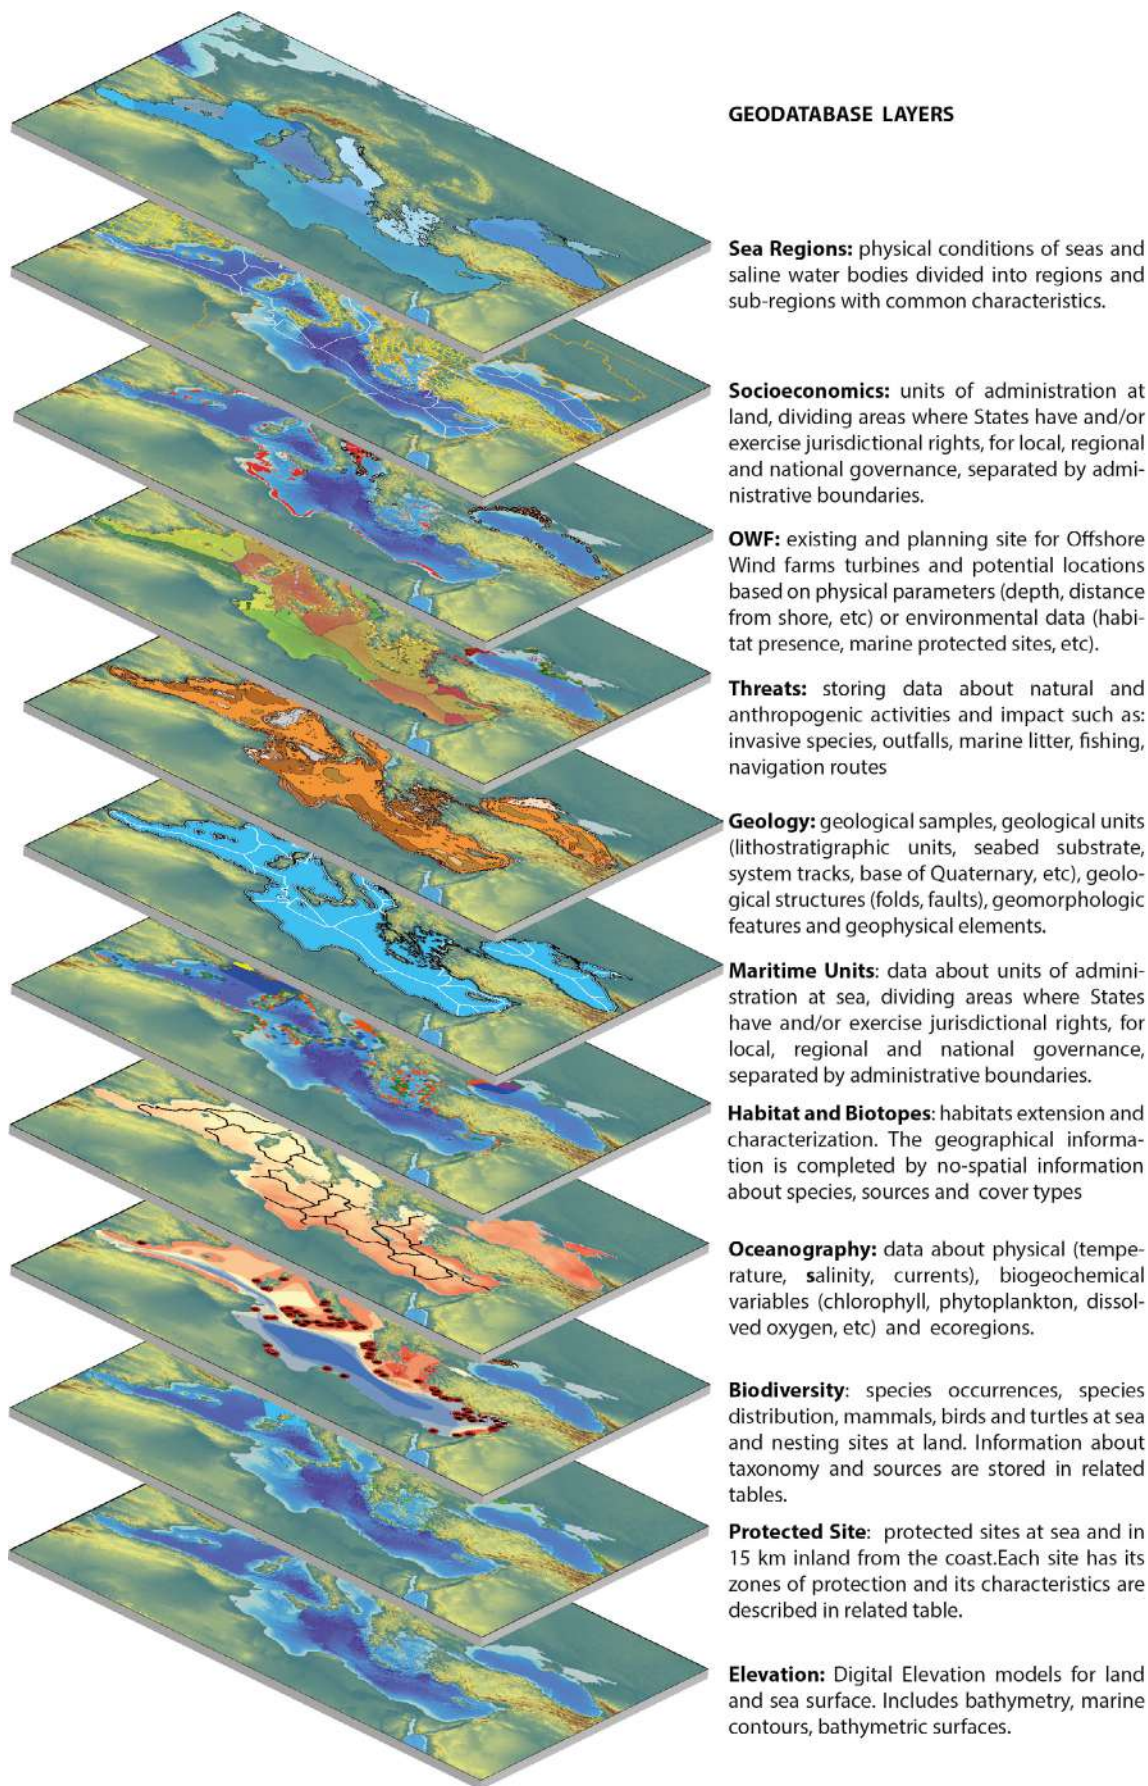 GEODATABASE LAYERS
Sea Regions: physical conditions of seas and
saline water bodies divided into regions and
sub-regions with common characteristics.
Socioeconomics: units of administration at
land, dividing areas where States have and/or
exercise jurisdictional rights, for local, regional
and national governance, separated by admi-
nistrative boundaries.
OWF: existing and planning site for Offshore
Wind farms turbines and potential locations
based on physical parameters (depth, distance
from shore, etc) or environmental data (habi-
tat presence, marine protected sites, etc).
Threats: storing data about natural and
anthropogenic activities and impact such as:
invasive species, outfalls, marine litter, fishing,
navigation routes
Geology: geological samples, geological units
(lithostratigraphic units, seabed substrate,
system tracks, base of Quaternary, etc), geolo-
gical structures (folds, faults), geomorphologic
features and geophysical elements.
Maritime Units: data about units of admini-
stration at sea, dividing areas where States
have and/or exercise jurisdictional rights, for
local, regional and national governance,
separated by administrative boundaries.
Habitat and Biotopes: habitats extension and
characterization. The geographical informa-
tion is completed by no-spatial information
about species, sources and cover types
Oceanography: data about physical (tempe-
rature, salinity, currents), biogeochemical
variables (chlorophyll, phytoplankton, dissol-
ved oxygen, etc) and ecoregions.
Biodiversity: species occurrences, species
distribution, mammals, birds and turtles at sea
and nesting sites at land. Information about
taxonomy and sources are stored in related
tables.
Protected Site: protected sites at sea and in
15 km inland from the coast.Each site has its
zones of protection and its characteristics are
described in related table.
Elevation: Digital Elevation models for land
and sea surface. Includes bathymetry, marine
contours, bathymetric surfaces.